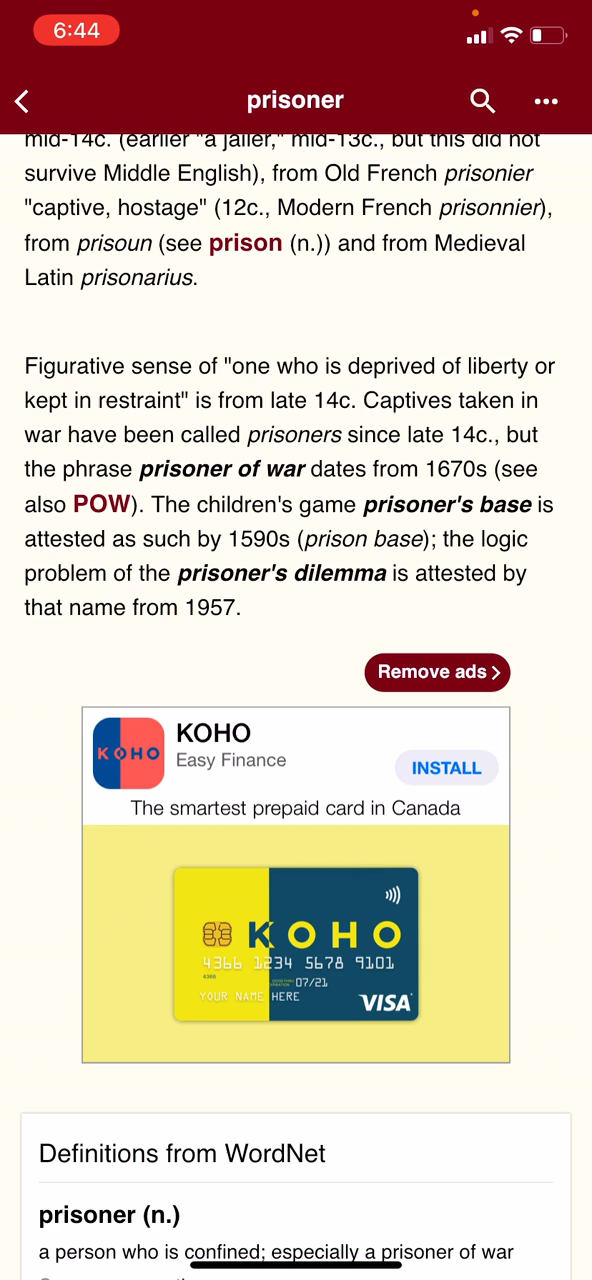 6:44
prisoner
mid-14c. (earlier "a jailer," mid-13c., but this did not
survive Middle English), from Old French prisonier
"captive, hostage" (12c., Modern French prisonnier),
from prisoun (see prison (n.)) and from Medieval
Latin prisonarius.
Figurative sense of "one who is deprived of liberty or
kept in restraint" is from late 14c. Captives taken in
war have been called prisoners since late 14c., but
the phrase prisoner of war dates from 1670s (see
also POW). The children's game prisoner's base is
attested as such by 1590s (prison base); the logic
problem of the prisoner's dilemma is attested by
that name from 1957.
Remove ads
KOHO
KOHO
Easy Finance
INSTALL
The smartest prepaid card in Canada
KOHO
4366 1234 5678 9101
4366
07/21
YOUR NAME HERE
VISA
Definitions from WordNet
prisoner (n.)
a person who is confined; especially a prisoner of war